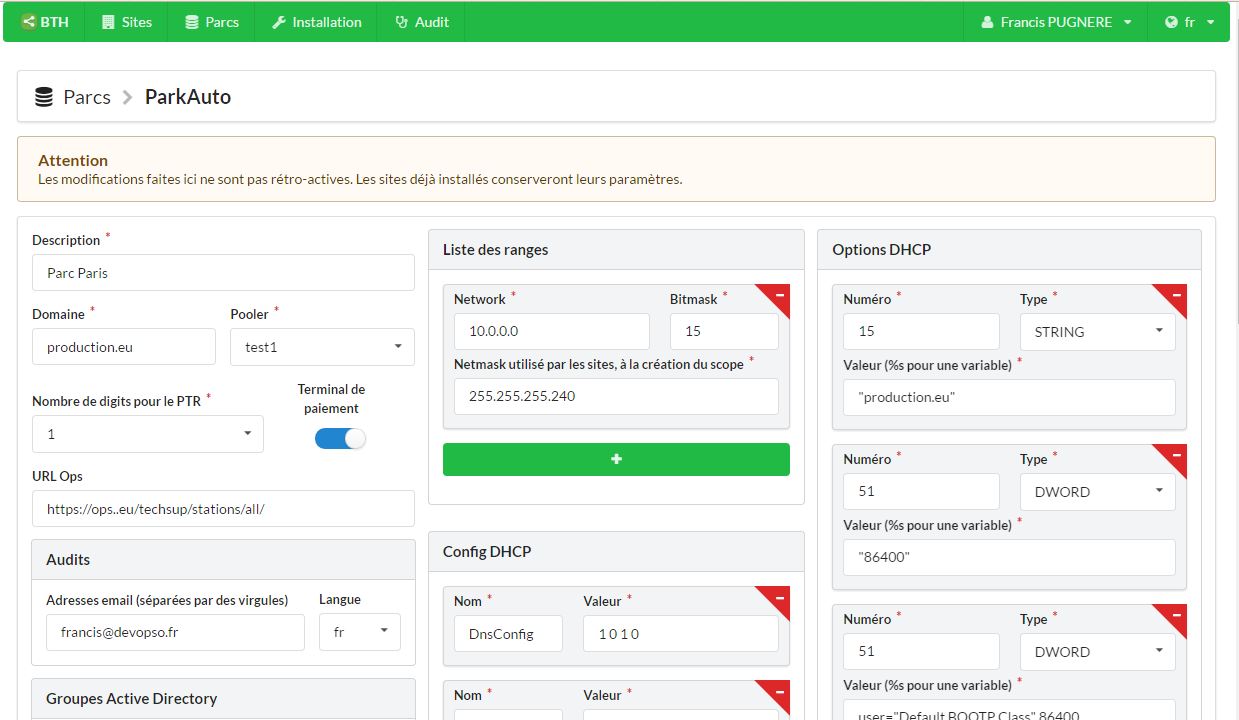 BTH Sites Parcs Installation Audit Francis PUGNERE fr
Parcs ParkAuto
Attention
Les modifications faites ici ne sont pas rétro-actives. Les sites déjà installés conserveront leurs paramètres.
Description *
Parc Paris
Domaine * Pooler *
production.eu test1
Nombre de digits pour le PTR *
1
Terminal de
paiement
URL Ops
https://ops..eu/techsup/stations/all/
Audits
Adresses email (séparées par des virgules) Langue
francis@devopso.fr fr
Groupes Active Directory
Liste des ranges
Network * Bitmask *
10.0.0.0 15
Netmask utilisé par les sites, à la création du scope *
255.255.255.240
Config DHCP
Nom * Valeur *
DnsConfig 1 0 1 0
Nom * Valeur *
Options DHCP
Numéro * Type *
15 STRING
Valeur (%s pour une variable) *
"production.eu"
Numéro * Type *
51 DWORD
Valeur (%s pour une variable) *
"86400"
Numéro * Type *
51 DWORD
Valeur (%s pour une variable) *
user="Default BOOTP Class" 86400